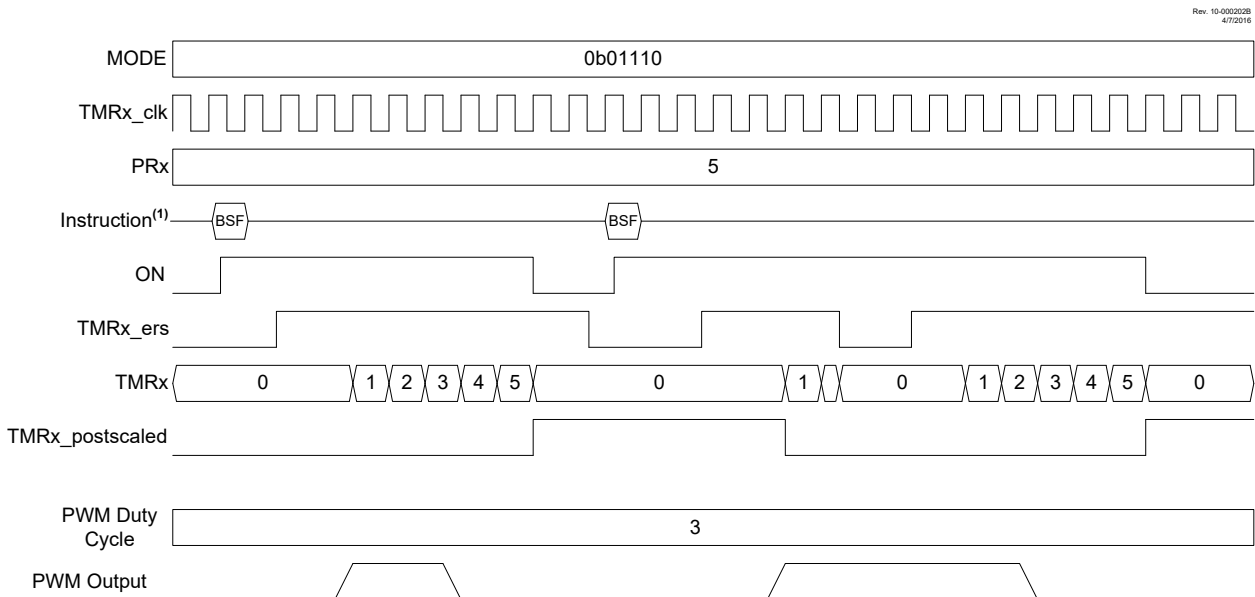 Rev. 10-000202B
4/7/2016
MODE 0b01110
TMRx_clk
PRx 5
Instruction(1) BSF BSF
ON
TMRx_ers
TMRx 0 1 2 3 4 5 0 1 0 1 2 3 4 5 0
TMRx_postscaled
PWM Duty
Cycle 3
PWM Output